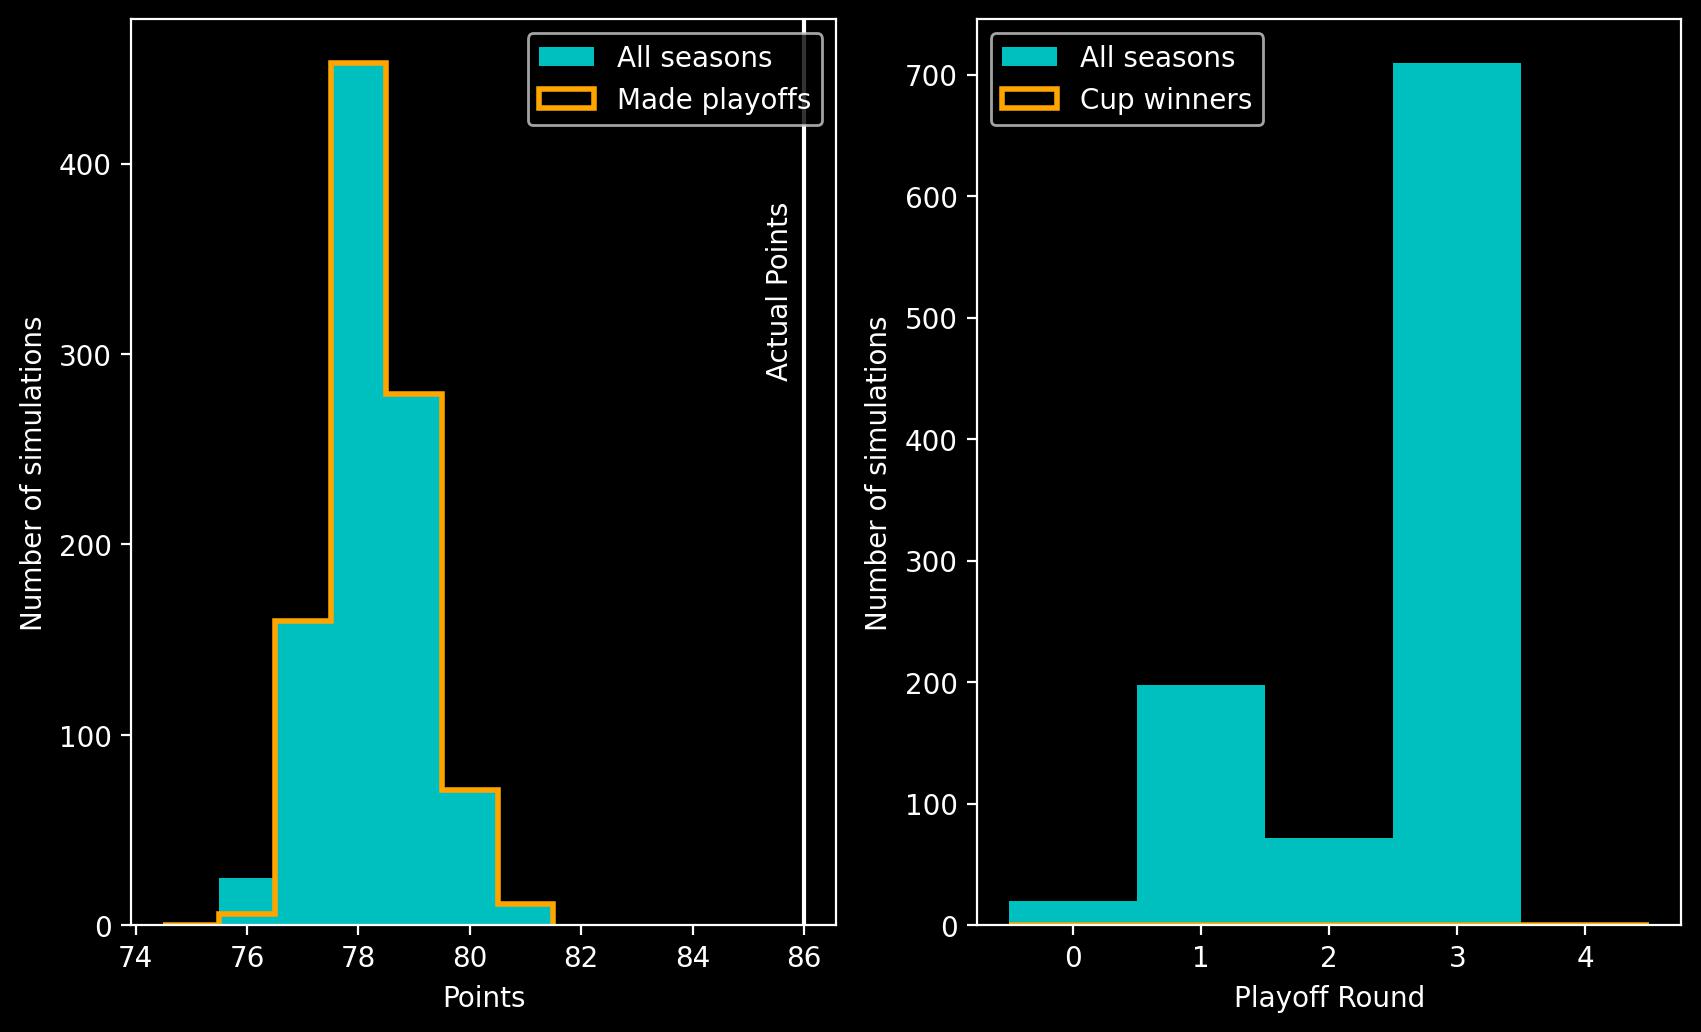 All seasons
Made playoffs
Actual Points
Number of simulations
400
300
200
100
0
74 76 78 80 82 84 86
Points
All seasons
Cup winners
Number of simulations
700
600
500
400
300
200
100
0
0 1 2 3 4
Playoff Round